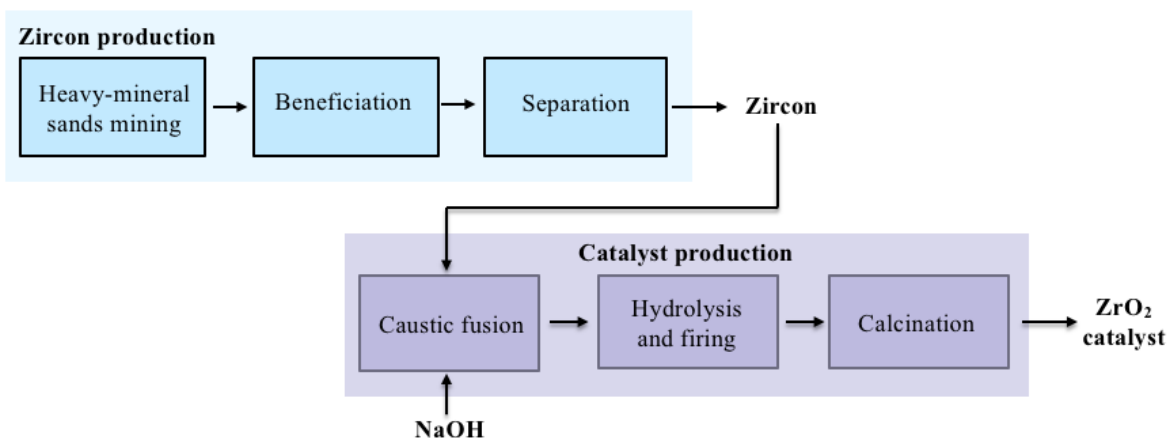 Zircon production
Heavy-mineral
sands mining
Beneficiation
Separation
Zircon
Catalyst production
Caustic fusion
Hydrolysis
and firing
Calcination
ZrO₂
catalyst
NaOH